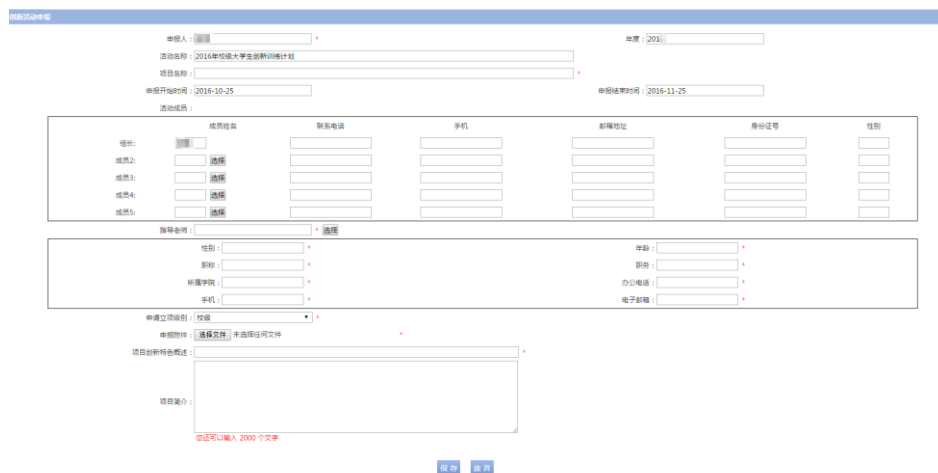 创新活动申报
申报人： *
年度：201
活动名称：2016年校级大学生创新训练计划
项目名称： *
申报开始时间：2016-10-25
申报结束时间：2016-11-25
活动成员：
成员姓名 联系电话 手机 邮箱地址 身份证号 性别
组长:
成员2: 选择
成员3: 选择
成员4: 选择
成员5: 选择
指导老师： * 选择
性别： * 年龄： *
职称： * 职务： *
所属学院： * 办公电话： *
手机： * 电子邮箱： *
申请立项级别：校级 *
申报附件：选择文件 未选择任何文件 *
项目创新特色概述： *
项目简介：
您还可以输入 2000 个文字
保 存